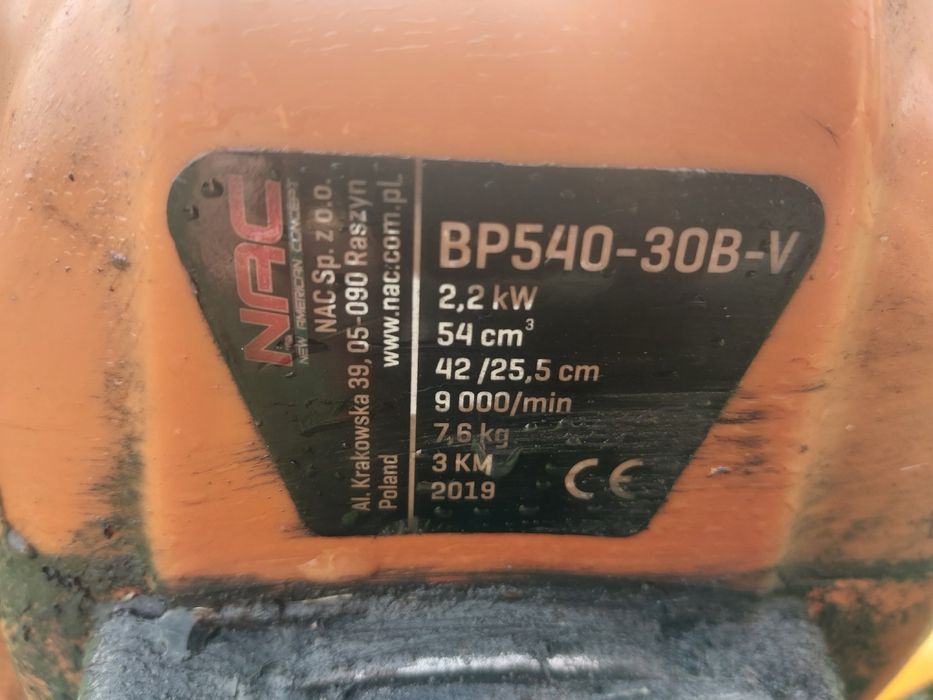 NAC
NEW AMERICAN CONCEPT
NAC Sp. z o.o.
Al. Krakowska 39, 05-090 Raszyn
Poland
www.nac.com.pl
BP540-30B-V
2,2 kW
54 cm³
42 /25,5 cm
9 000/min
7,6 kg
3 KM
2019
CE